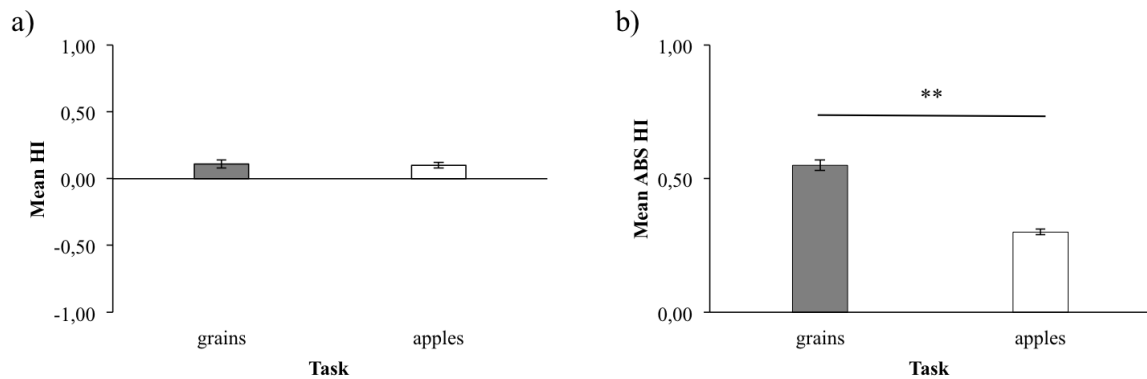 a)
1,00
0,50
0,00
-0,50
-1,00
Mean HI
grains apples
Task
b)
1,00
0,50
0,00
Mean ABS HI
**
grains apples
Task